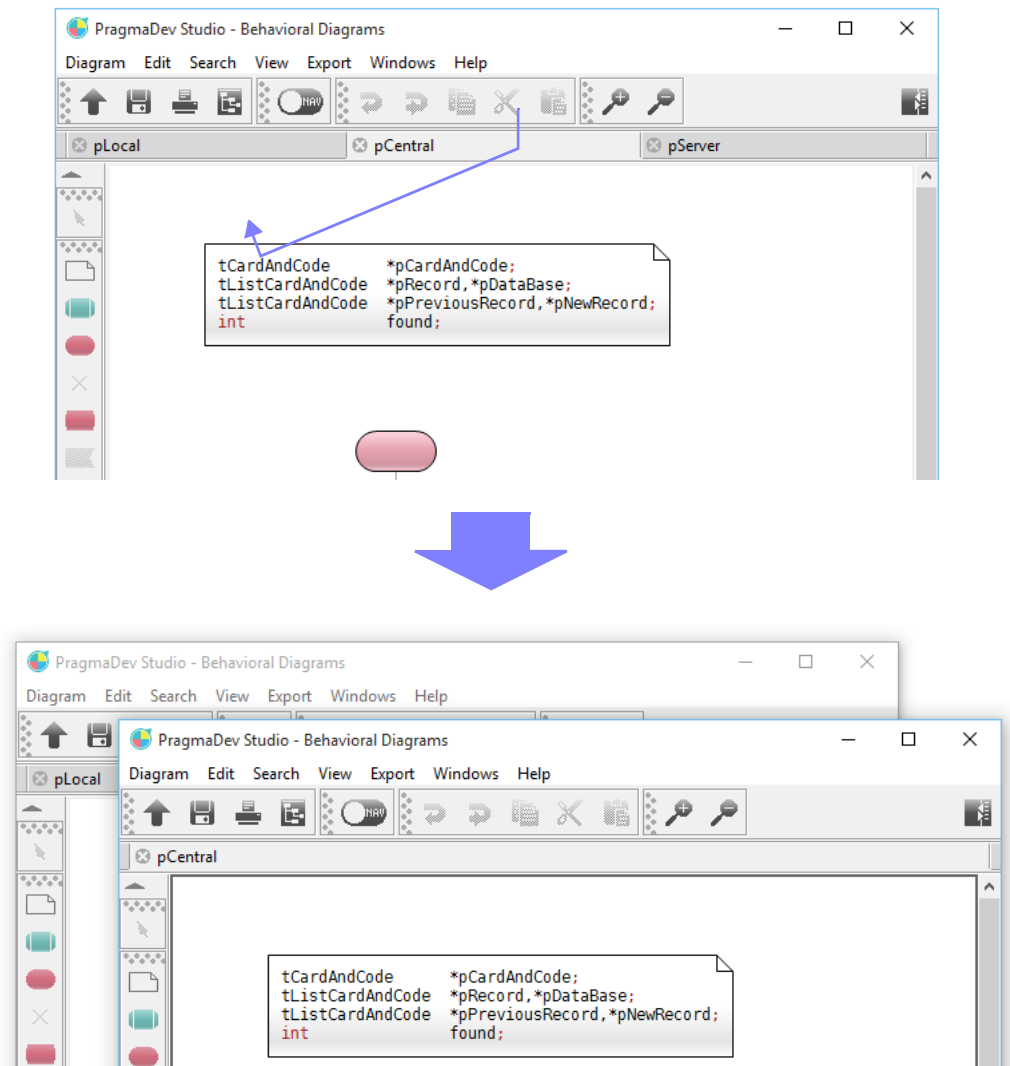 PragmaDev Studio - Behavioral Diagrams
Diagram Edit Search View Export Windows Help
NAV
pLocal pCentral pServer
tCardAndCode *pCardAndCode;
tListCardAndCode *pRecord,*pDataBase;
tListCardAndCode *pPreviousRecord,*pNewRecord;
int found;
PragmaDev Studio - Behavioral Diagrams
Diagram Edit Search View Export Windows Help
pLocal
PragmaDev Studio - Behavioral Diagrams
Diagram Edit Search View Export Windows Help
NAV
pCentral
tCardAndCode *pCardAndCode;
tListCardAndCode *pRecord,*pDataBase;
tListCardAndCode *pPreviousRecord,*pNewRecord;
int found;